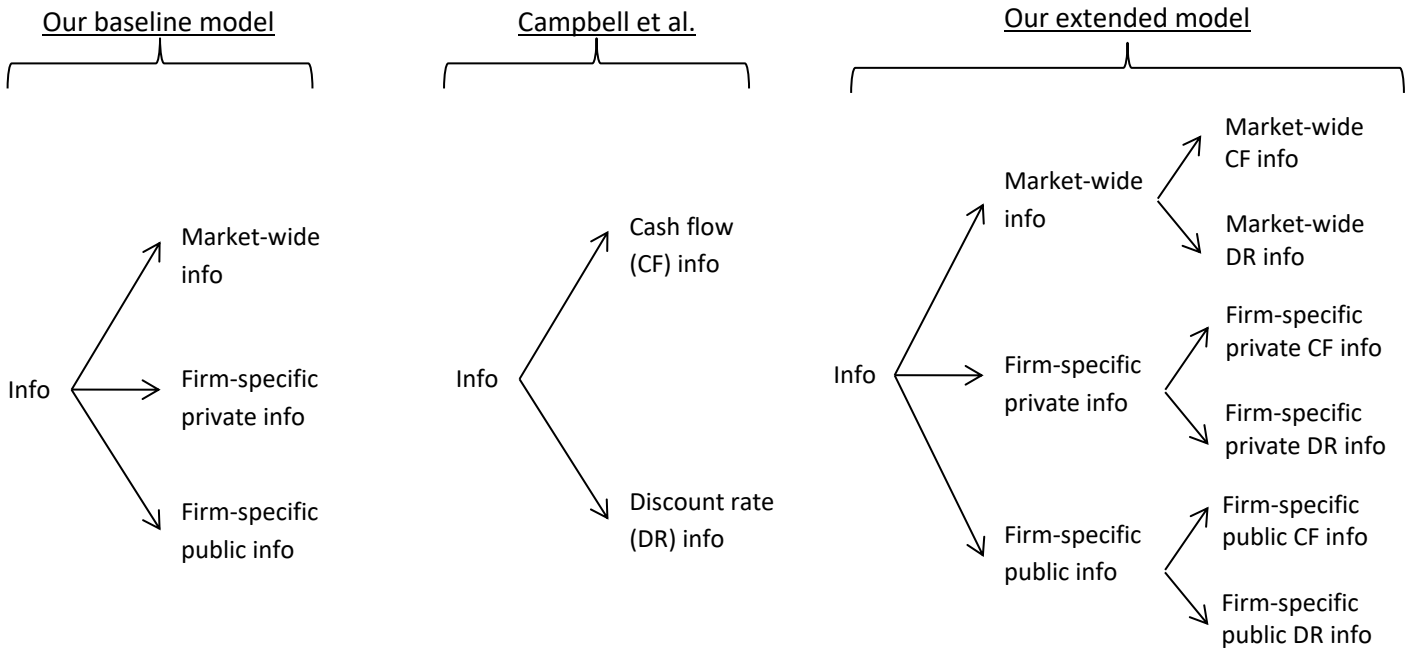 Our baseline model
Campbell et al.
Our extended model
Info
Market-wide
info
Firm-specific
private info
Firm-specific
public info
Info
Cash flow
(CF) info
Discount rate
(DR) info
Info
Market-wide
info
Market-wide
CF info
Market-wide
DR info
Firm-specific
private info
Firm-specific
private CF info
Firm-specific
private DR info
Firm-specific
public info
Firm-specific
public CF info
Firm-specific
public DR info